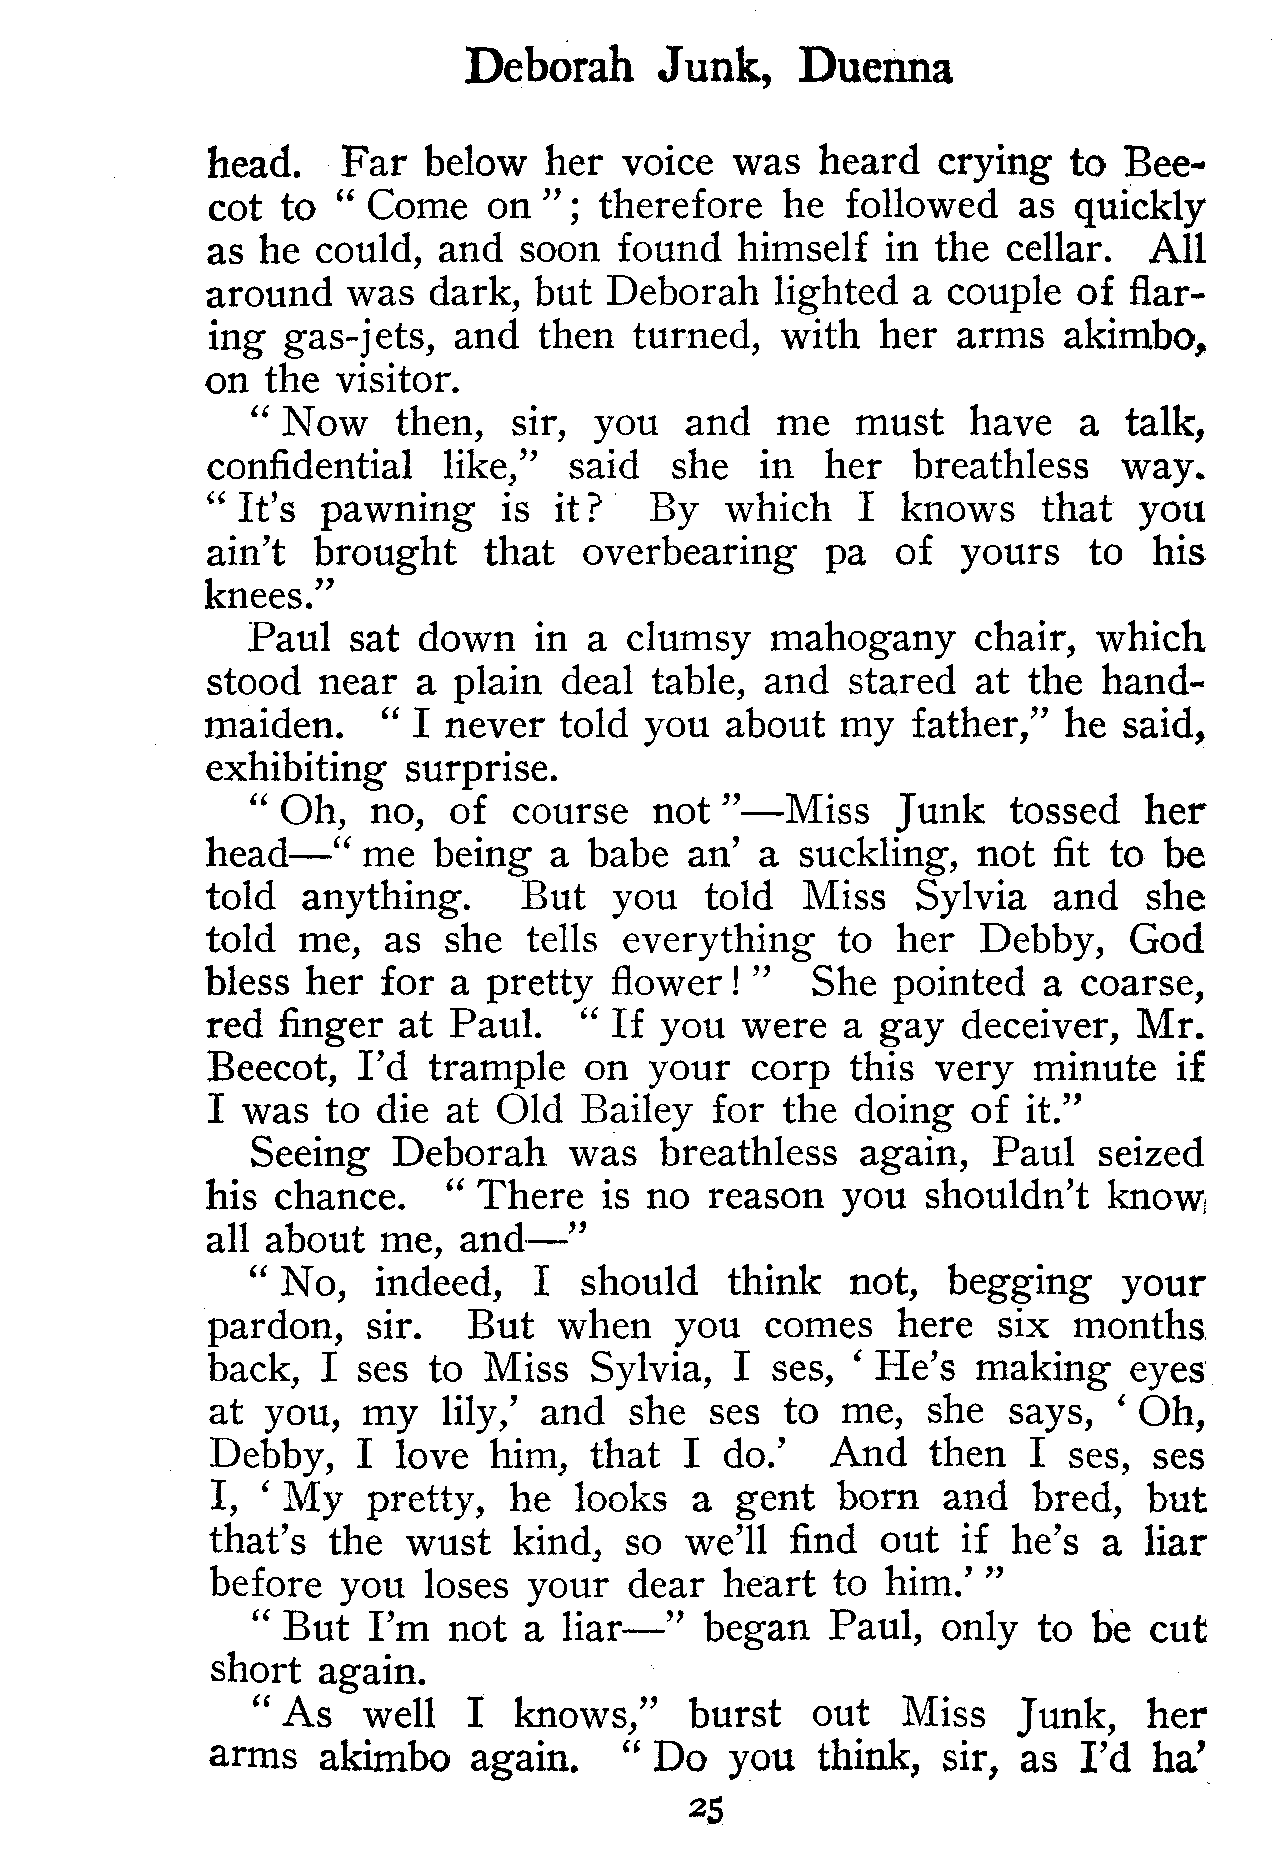 Deborah Junk, Duenna
head. Far below her voice was heard crying to Bee-
cot to “ Come on ” ; therefore he followed as quickly
as he could, and soon found himself in the cellar. All
around was dark, but Deborah lighted a couple of flar-
ing gas-jets, and then turned, with her arms akimbo,
on the visitor.
“ Now then, sir, you and me must have a talk,
confidential like,” said she in her breathless way.
“ It's pawning is it? By which I knows that you
ain't brought that overbearing pa of yours to his
knees.”
Paul sat down in a clumsy mahogany chair, which
stood near a plain deal table, and stared at the hand-
maiden. “ I never told you about my father,” he said,
exhibiting surprise.
“ Oh, no, of course not ”—Miss Junk tossed her
head—“ me being a babe an' a suckling, not fit to be
told anything. But you told Miss Sylvia and she
told me, as she tells everything to her Debby, God
bless her for a pretty flower ! ” She pointed a coarse,
red finger at Paul. “ If you were a gay deceiver, Mr.
Beecot, I'd trample on your corp this very minute if
I was to die at Old Bailey for the doing of it.”
Seeing Deborah was breathless again, Paul seized
his chance. “ There is no reason you shouldn't know
all about me, and—”
“ No, indeed, I should think not, begging your
pardon, sir. But when you comes here six months
back, I ses to Miss Sylvia, I ses, ‘ He's making eyes
at you, my lily,’ and she ses to me, she says, ‘ Oh,
Debby, I love him, that I do.’ And then I ses, ses
I, ‘ My pretty, he looks a gent born and bred, but
that's the wust kind, so we'll find out if he's a liar
before you loses your dear heart to him.’ ”
“ But I'm not a liar—” began Paul, only to be cut
short again.
“ As well I knows,” burst out Miss Junk, her
arms akimbo again. “ Do you think, sir, as I'd ha'
25